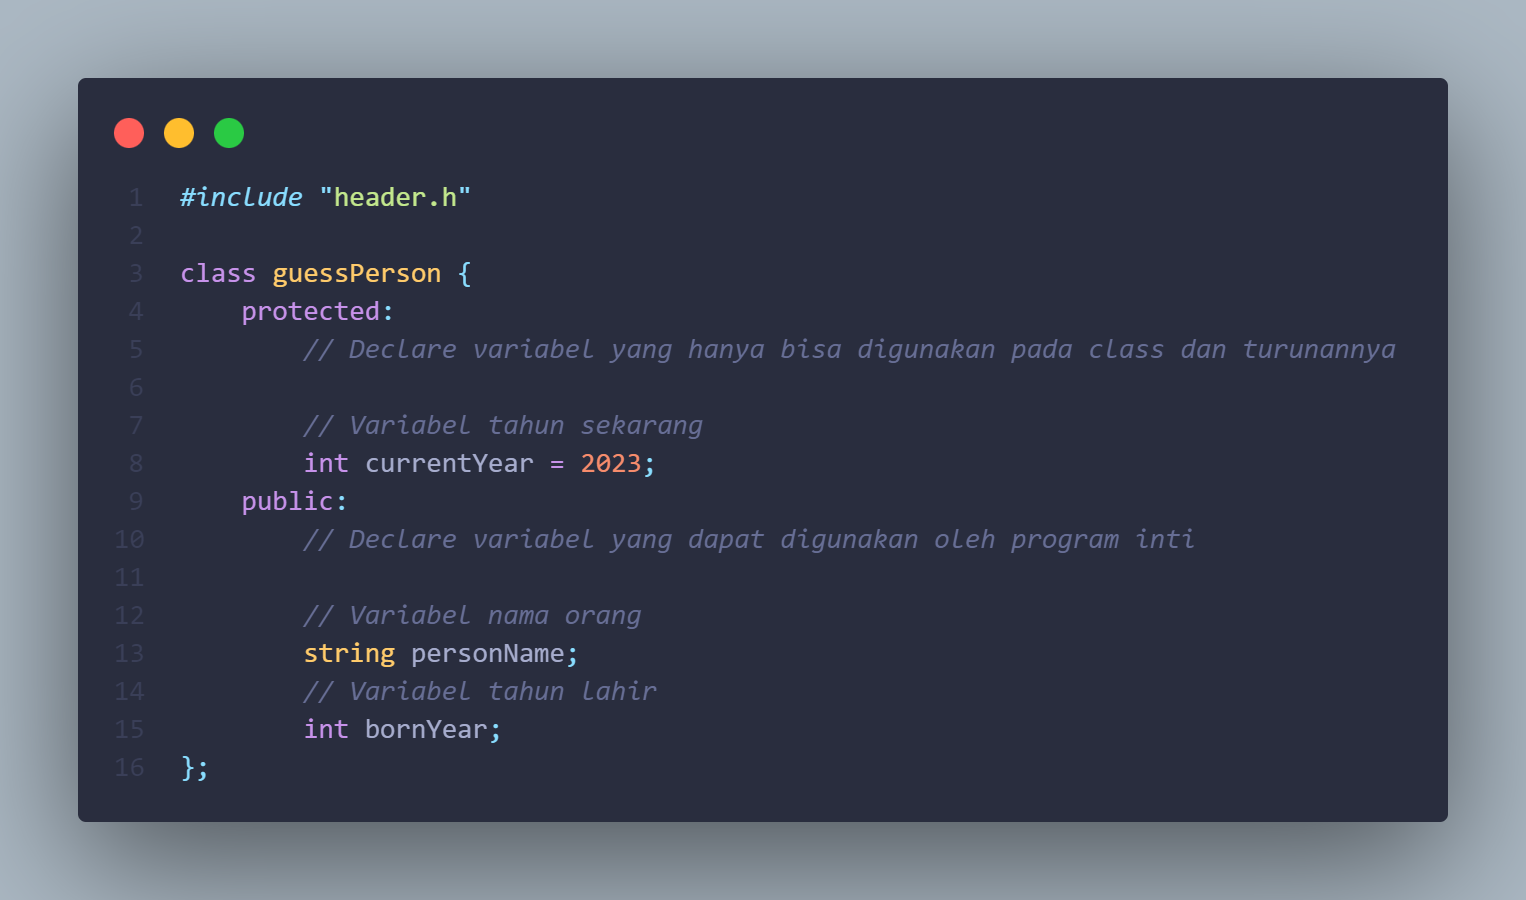 1 #include "header.h"
2
3 class guessPerson {
4 protected:
5 // Declare variabel yang hanya bisa digunakan pada class dan turunannya
6
7 // Variabel tahun sekarang
8 int currentYear = 2023;
9 public:
10 // Declare variabel yang dapat digunakan oleh program inti
11
12 // Variabel nama orang
13 string personName;
14 // Variabel tahun lahir
15 int bornYear;
16 };